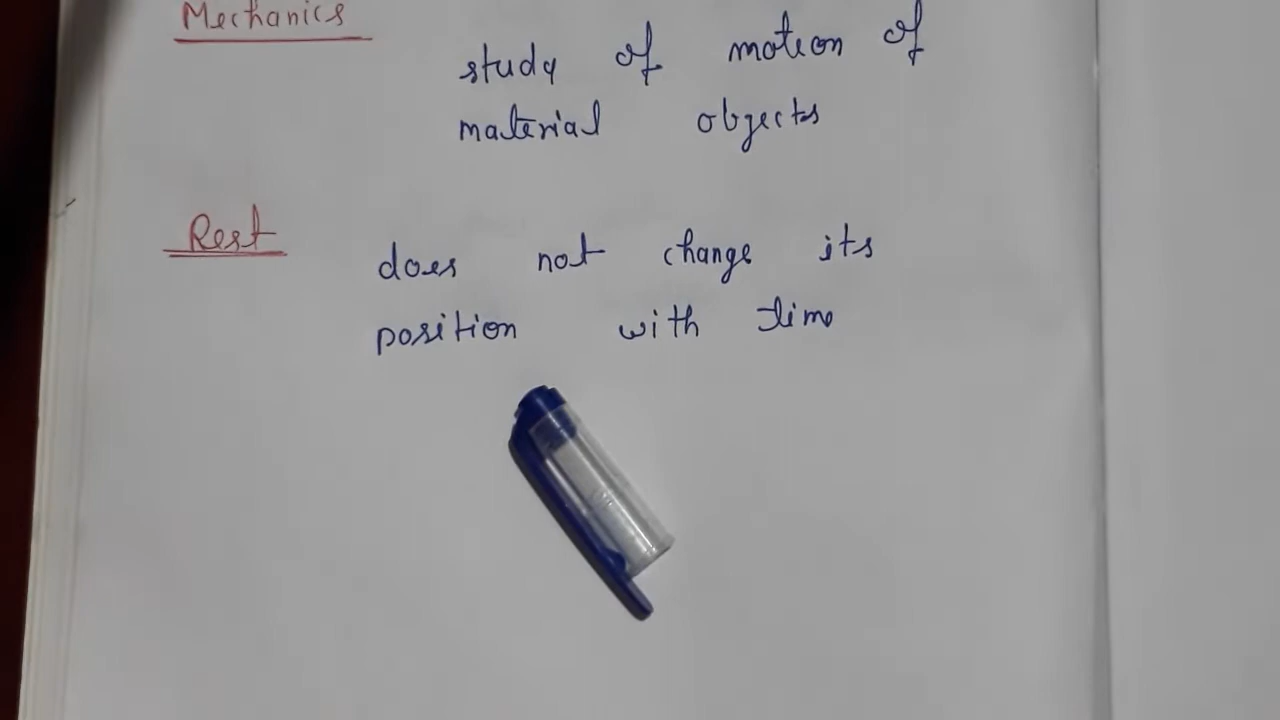 Mechanics
study of motion of
material objects
Rest
does not change its
position with time